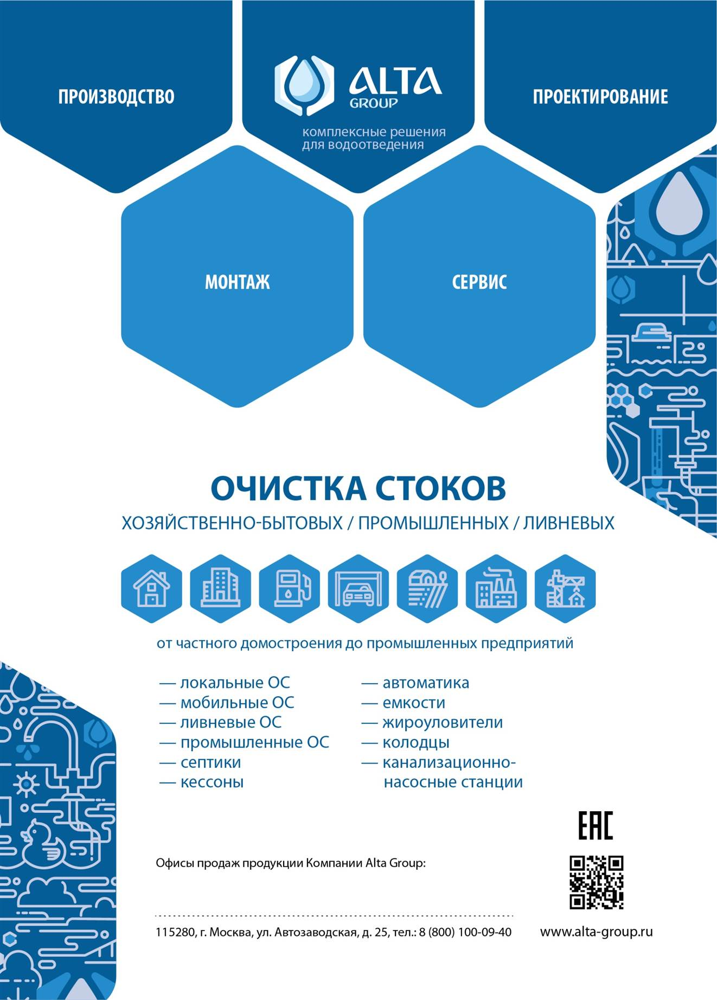 ПРОИЗВОДСТВО
ALTA
GROUP
комплексные решения
для водоотведения
ПРОЕКТИРОВАНИЕ
МОНТАЖ
СЕРВИС
ОЧИСТКА СТОКОВ
ХОЗЯЙСТВЕННО-БЫТОВЫХ / ПРОМЫШЛЕННЫХ / ЛИВНЕВЫХ
от частного домостроения до промышленных предприятий
— локальные ОС
— мобильные ОС
— ливневые ОС
— промышленные ОС
— септики
— кессоны
— автоматика
— емкости
— жироуловители
— колодцы
— канализационно-
насосные станции
EAC
Офисы продаж продукции Компании Alta Group:
115280, г. Москва, ул. Автозаводская, д. 25, тел.: 8 (800) 100-09-40
www.alta-group.ru